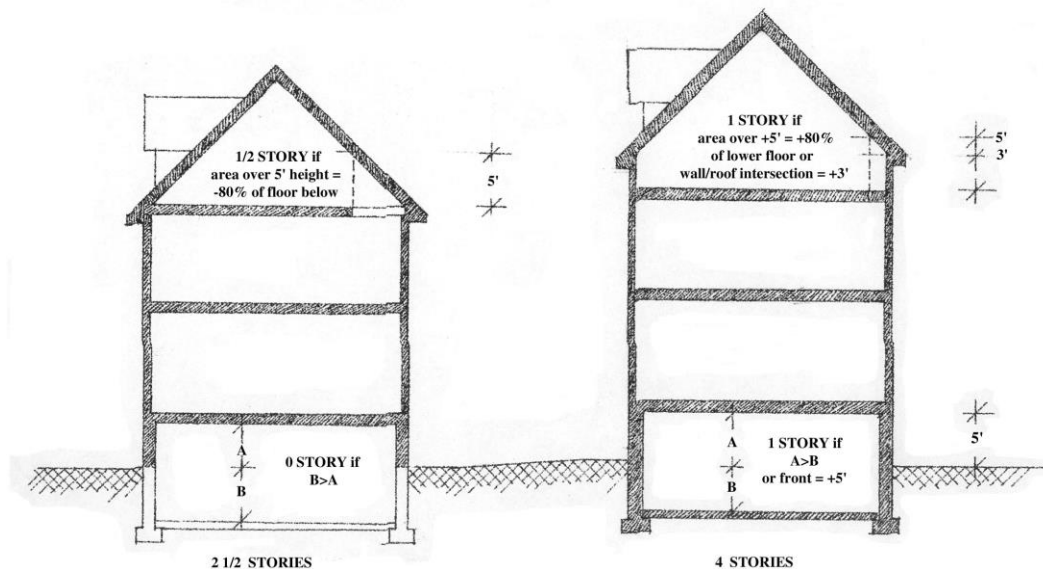 1/2 STORY if
area over 5' height =
-80% of floor below
5'
A
B
0 STORY if
B>A
2 1/2 STORIES
1 STORY if
area over +5' = +80%
of lower floor or
wall/roof intersection = +3'
5'
3'
A
B
1 STORY if
A>B
or front = +5'
5'
4 STORIES